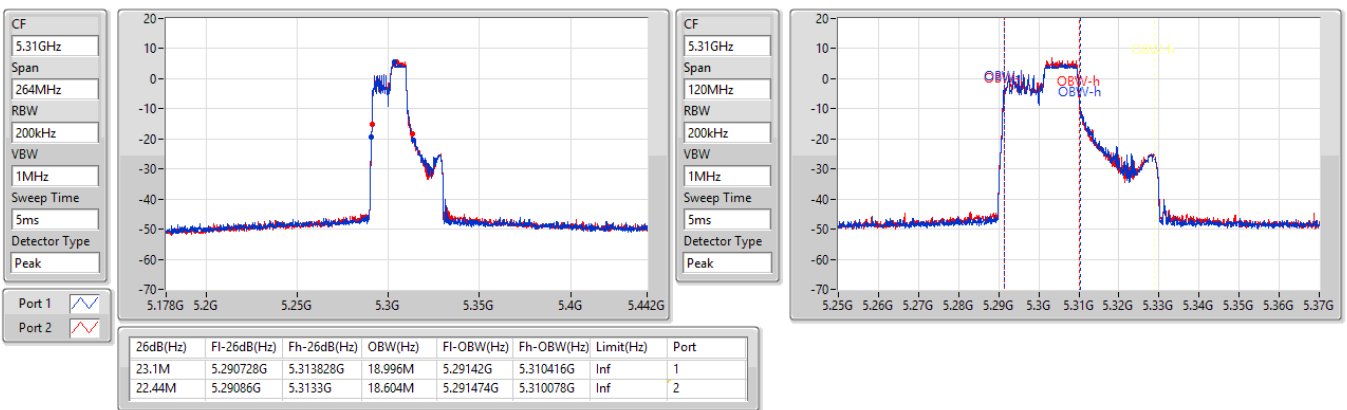 CF
5.31GHz
Span
264MHz
RBW
200kHz
VBW
1MHz
Sweep Time
5ms
Detector Type
Peak
Port 1
Port 2
20
10
0
-10
-20
-30
-40
-50
-60
-70
5.178G 5.2G 5.25G 5.3G 5.35G 5.4G 5.442G
CF
5.31GHz
Span
120MHz
RBW
200kHz
VBW
1MHz
Sweep Time
5ms
Detector Type
Peak
20
10
0
-10
-20
-30
-40
-50
-60
-70
OBW-h
OBW-h
5.25G 5.26G 5.27G 5.28G 5.29G 5.3G 5.31G 5.32G 5.33G 5.34G 5.35G 5.36G 5.37G
26dB(Hz) Fl-26dB(Hz) Fh-26dB(Hz) OBW(Hz) Fl-OBW(Hz) Fh-OBW(Hz) Limit(Hz) Port
23.1M 5.290728G 5.313828G 18.996M 5.29142G 5.310416G Inf 1
22.44M 5.29086G 5.3133G 18.604M 5.291474G 5.310078G Inf 2